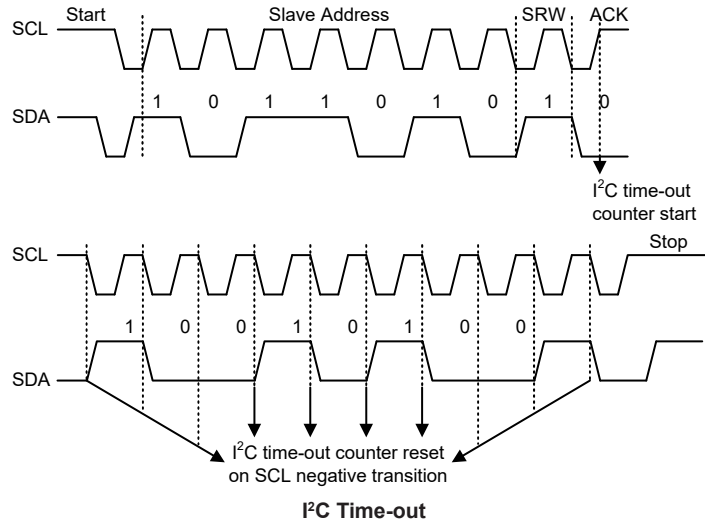 Start Slave Address SRW ACK
SCL
1 0 1 1 0 1 0 1 0
SDA
I²C time-out
counter start
Stop
SCL
1 0 0 1 0 1 0 0
SDA
I²C time-out counter reset
on SCL negative transition
I²C Time-out